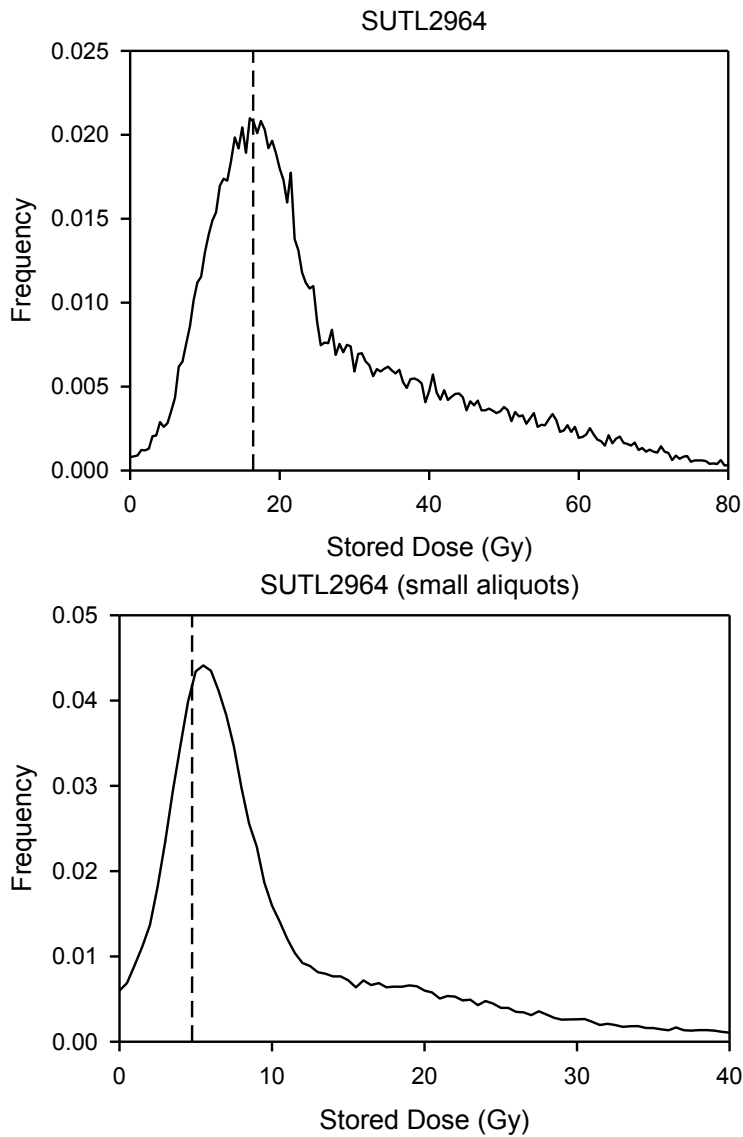 SUTL2964
0.025
0.020
0.015
0.010
0.005
0.000
Frequency
0 20 40 60 80
Stored Dose (Gy)
SUTL2964 (small aliquots)
0.05
0.04
0.03
0.02
0.01
0.00
Frequency
0 10 20 30 40
Stored Dose (Gy)